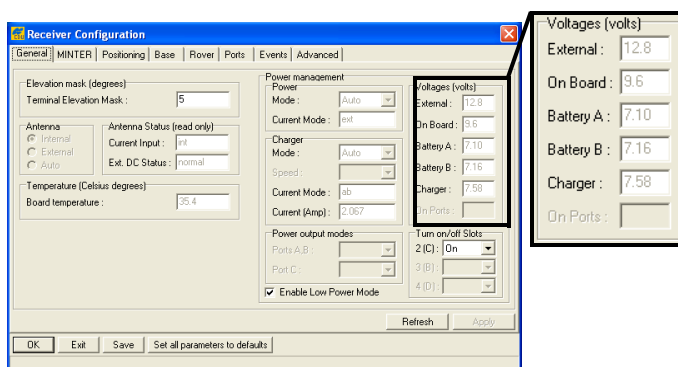 Receiver Configuration
General MINTER Positioning Base Rover Ports Events Advanced
Elevation mask (degrees)
Terminal Elevation Mask : 5
Antenna
Internal
External
Auto
Antenna Status (read only)
Current Input : int
Ext. DC Status : normal
Temperature (Celsius degrees)
Board temperature : 35.4
Power management
Power
Mode : Auto
Current Mode : ext
Charger
Mode : Auto
Speed :
Current Mode : ab
Current (Amp) : 2.067
Power output modes
Ports A,B :
Port C :
Enable Low Power Mode
Voltages (volts)
External : 12.8
On Board : 9.6
Battery A : 7.10
Battery B : 7.16
Charger : 7.58
On Ports :
Turn on/off Slots
2 (C) : On
3 (B) :
4 (D) :
Refresh Apply
OK Exit Save Set all parameters to defaults
Voltages (volts)
External : 12.8
On Board : 9.6
Battery A : 7.10
Battery B : 7.16
Charger : 7.58
On Ports :